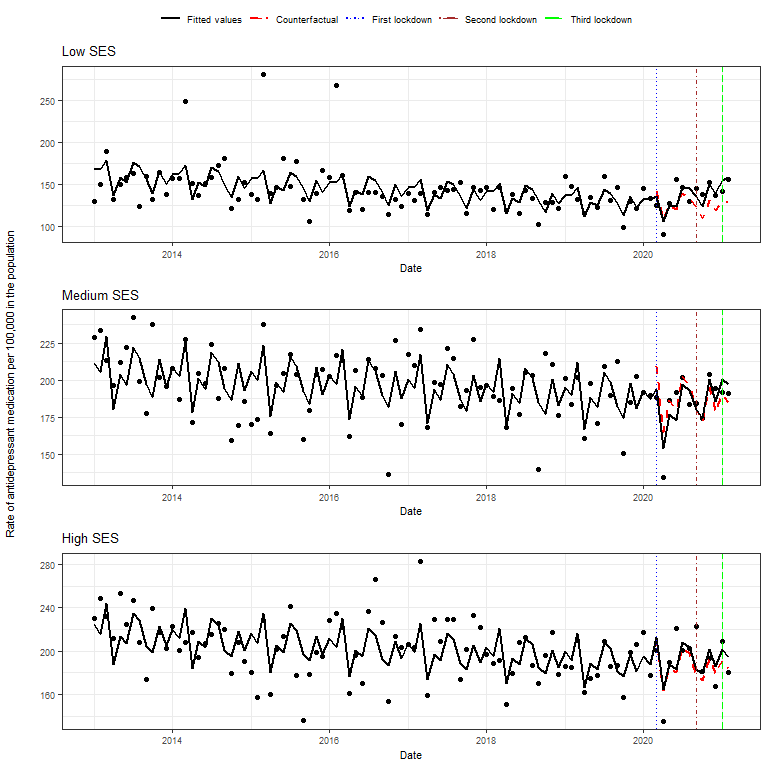 Fitted values Counterfactual First lockdown Second lockdown Third lockdown
Rate of antidepressant medication per 100,000 in the population
Low SES
250
200
150
100
2014 2016 2018 2020
Date
Medium SES
225
200
175
150
2014 2016 2018 2020
Date
High SES
280
240
200
160
2014 2016 2018 2020
Date